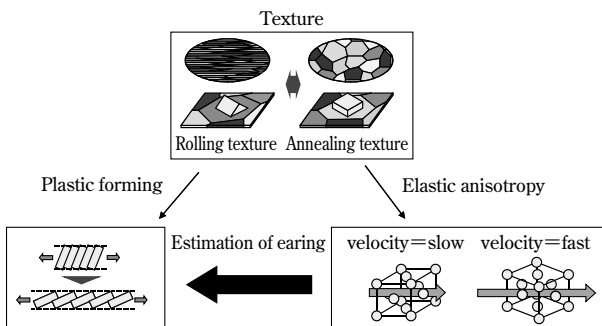 Texture
Rolling texture
Annealing texture
Plastic forming
Elastic anisotropy
Estimation of earing
velocity=slow
velocity=fast